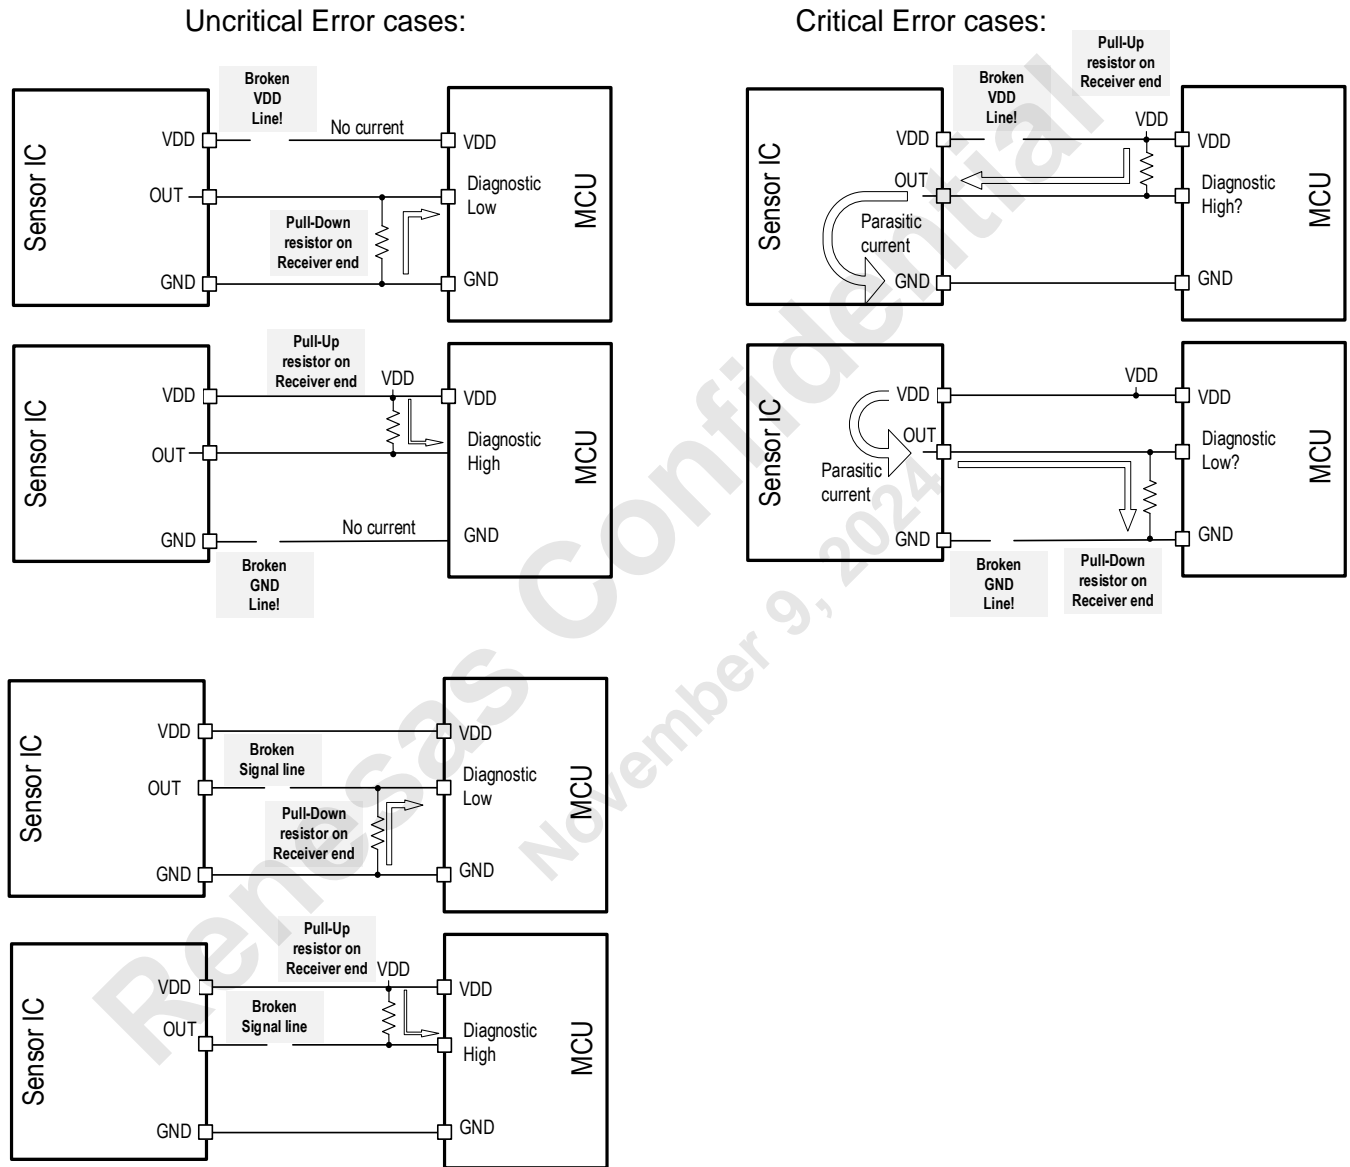 Uncritical Error cases:
Critical Error cases:
Broken
VDD
Line!
No current
VDD
VDD
OUT
Diagnostic
Low
Pull-Down
resistor on
Receiver end
GND
GND
Sensor IC
MCU
Pull-Up
resistor on
Receiver end
VDD
VDD
VDD
OUT
Diagnostic
High
No current
GND
GND
Broken
GND
Line!
Sensor IC
MCU
VDD
VDD
Broken
Signal line
OUT
Diagnostic
Low
Pull-Down
resistor on
Receiver end
GND
GND
Sensor IC
MCU
Pull-Up
resistor on
Receiver end
VDD
VDD
VDD
Broken
Signal line
OUT
Diagnostic
High
GND
GND
Sensor IC
MCU
Pull-Up
resistor on
Receiver end
Broken
VDD
Line!
VDD
VDD
VDD
OUT
Diagnostic
High?
Parasitic
current
GND
GND
Sensor IC
MCU
VDD
VDD
VDD
OUT
Diagnostic
Low?
Parasitic
current
GND
GND
Broken
GND
Line!
Pull-Down
resistor on
Receiver end
Sensor IC
MCU
Renesas Confidential
November 9, 2024